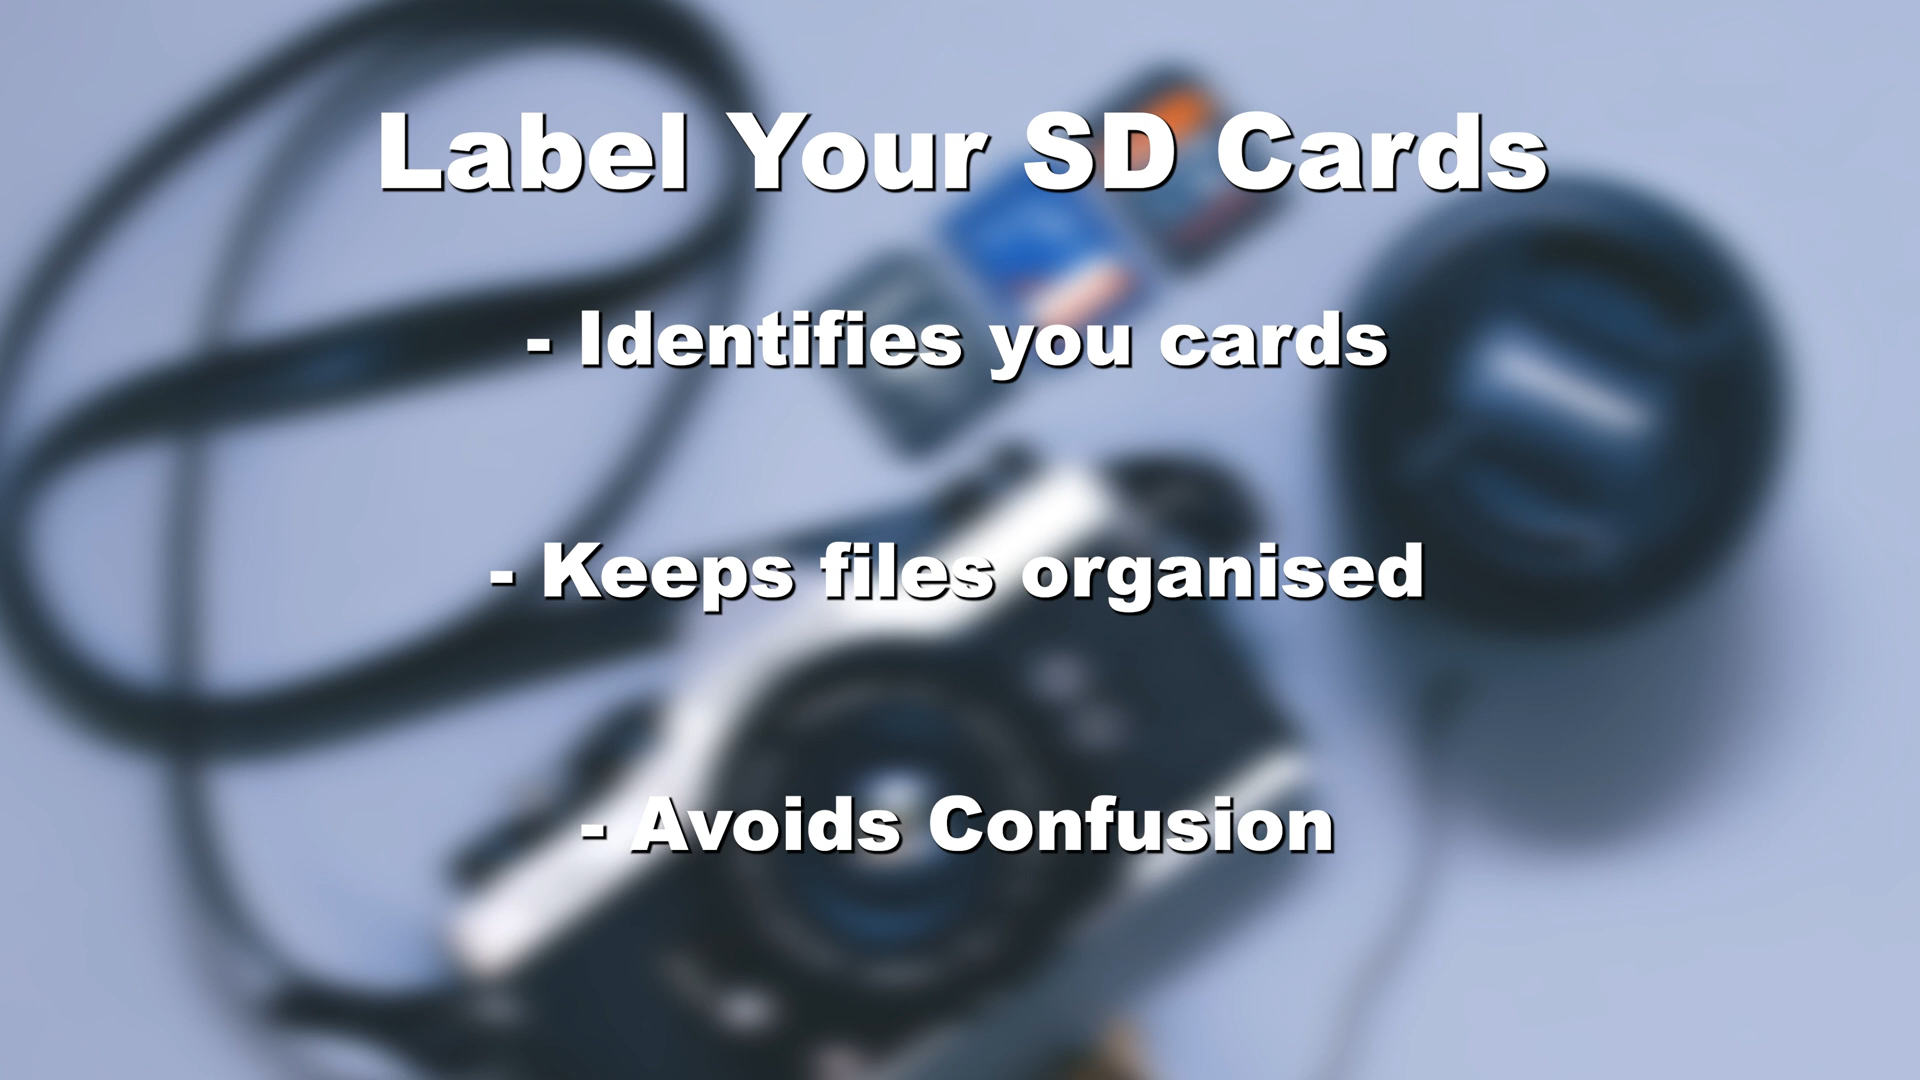 Label Your SD Cards
- Identifies you cards
- Keeps files organised
- Avoids Confusion